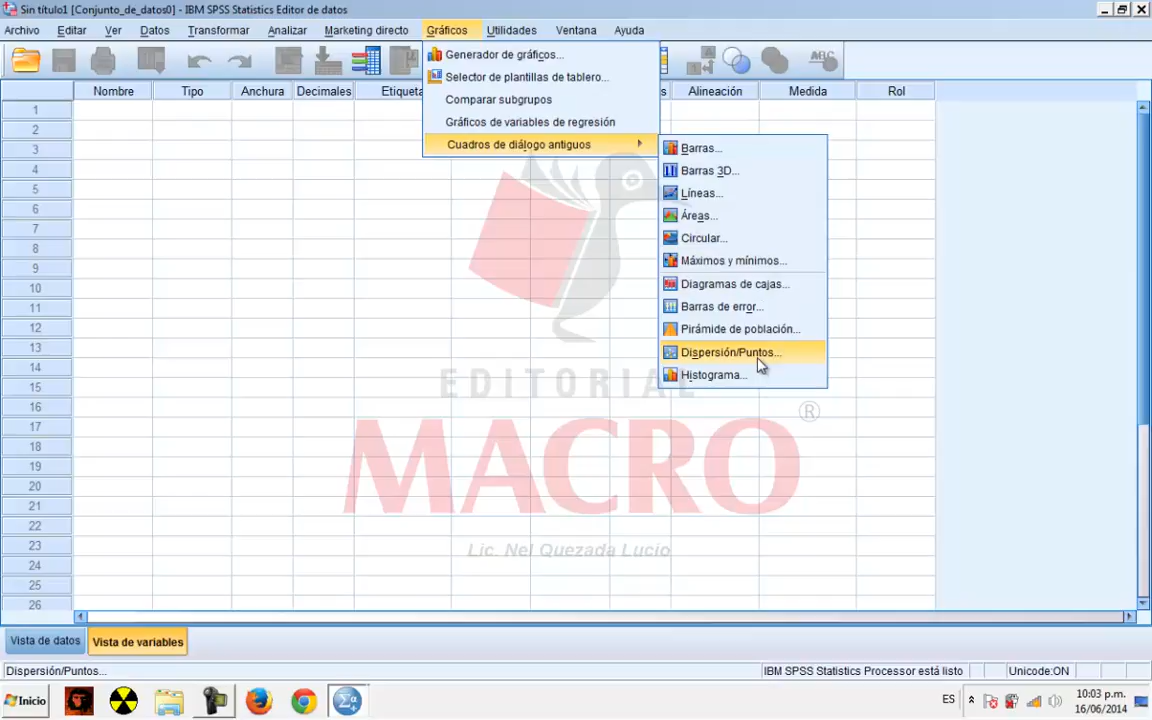 Sin título1 [Conjunto_de_datos0] - IBM SPSS Statistics Editor de datos
Archivo Editar Ver Datos Transformar Analizar Marketing directo Gráficos Utilidades Ventana Ayuda
Generador de gráficos...
Selector de plantillas de tablero...
Comparar subgrupos
Gráficos de variables de regresión
Cuadros de diálogo antiguos
Barras...
Barras 3D...
Líneas...
Áreas...
Circular...
Máximos y mínimos...
Diagramas de cajas...
Barras de error...
Pirámide de población...
Dispersión/Puntos...
Histograma...
ABC
Nombre Tipo Anchura Decimales Etiqueta s Alineación Medida Rol
1
2
3
4
5
6
7
8
9
10
11
12
13
14
15
16
17
18
19
20
21
22
23
24
25
26
EDITORIAL
MACRO ®
Lic. Nel Quezada Lucio
Vista de datos Vista de variables
Dispersión/Puntos... IBM SPSS Statistics Processor está listo Unicode:ON
Inicio ES 10:03 p.m.
16/06/2014